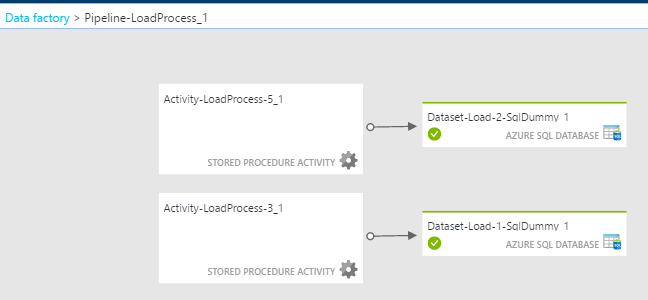 Data factory > Pipeline-LoadProcess_1
Activity-LoadProcess-5_1
STORED PROCEDURE ACTIVITY
Dataset-Load-2-SqlDummy_1
AZURE SQL DATABASE
Activity-LoadProcess-3_1
STORED PROCEDURE ACTIVITY
Dataset-Load-1-SqlDummy_1
AZURE SQL DATABASE